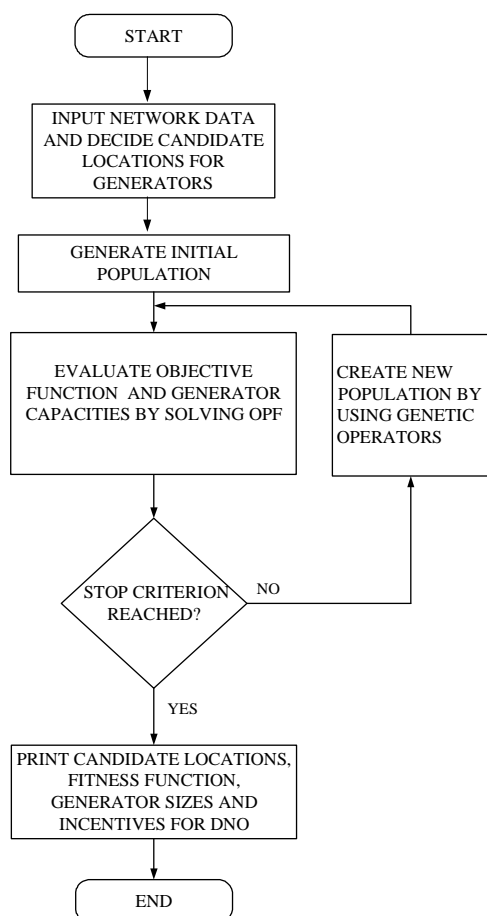 START
INPUT NETWORK DATA
AND DECIDE CANDIDATE
LOCATIONS FOR
GENERATORS
GENERATE INITIAL
POPULATION
EVALUATE OBJECTIVE
FUNCTION AND GENERATOR
CAPACITIES BY SOLVING OPF
CREATE NEW
POPULATION BY
USING GENETIC
OPERATORS
STOP CRITERION
REACHED?
NO
YES
PRINT CANDIDATE LOCATIONS,
FITNESS FUNCTION,
GENERATOR SIZES AND
INCENTIVES FOR DNO
END